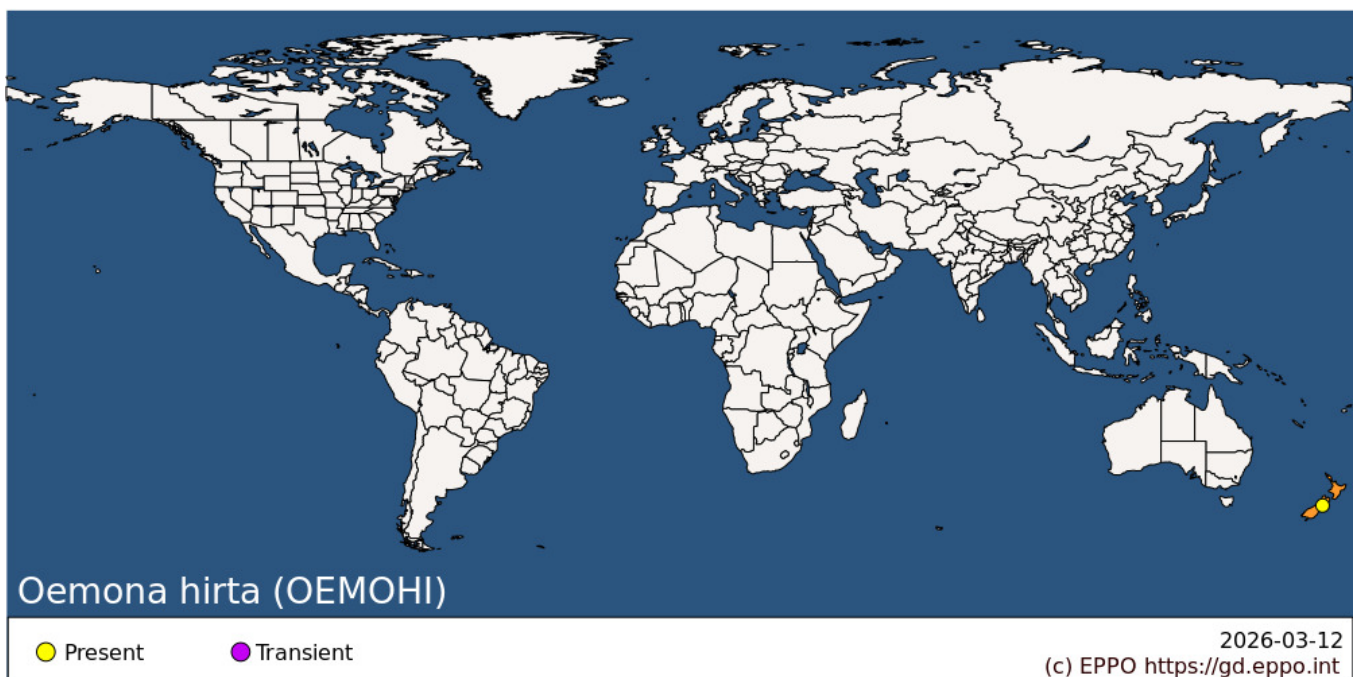 Oemona hirta (OEMOHI)
Present
Transient
2026-03-12
(c) EPPO https://gd.eppo.int